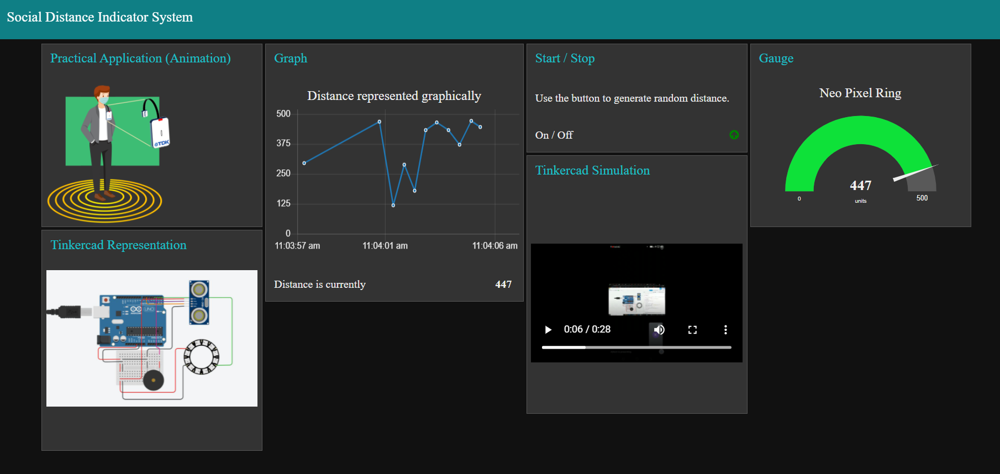 Social Distance Indicator System
Practical Application (Animation)
TDK
Tinkercad Representation
UNO
Graph
Distance represented graphically
500
375
250
125
0
11:03:57 am
11:04:01 am
11:04:06 am
Distance is currently 447
Start / Stop
Use the button to generate random distance.
On / Off
Tinkercad Simulation
0:06 / 0:28
Gauge
Neo Pixel Ring
447
units
0
500